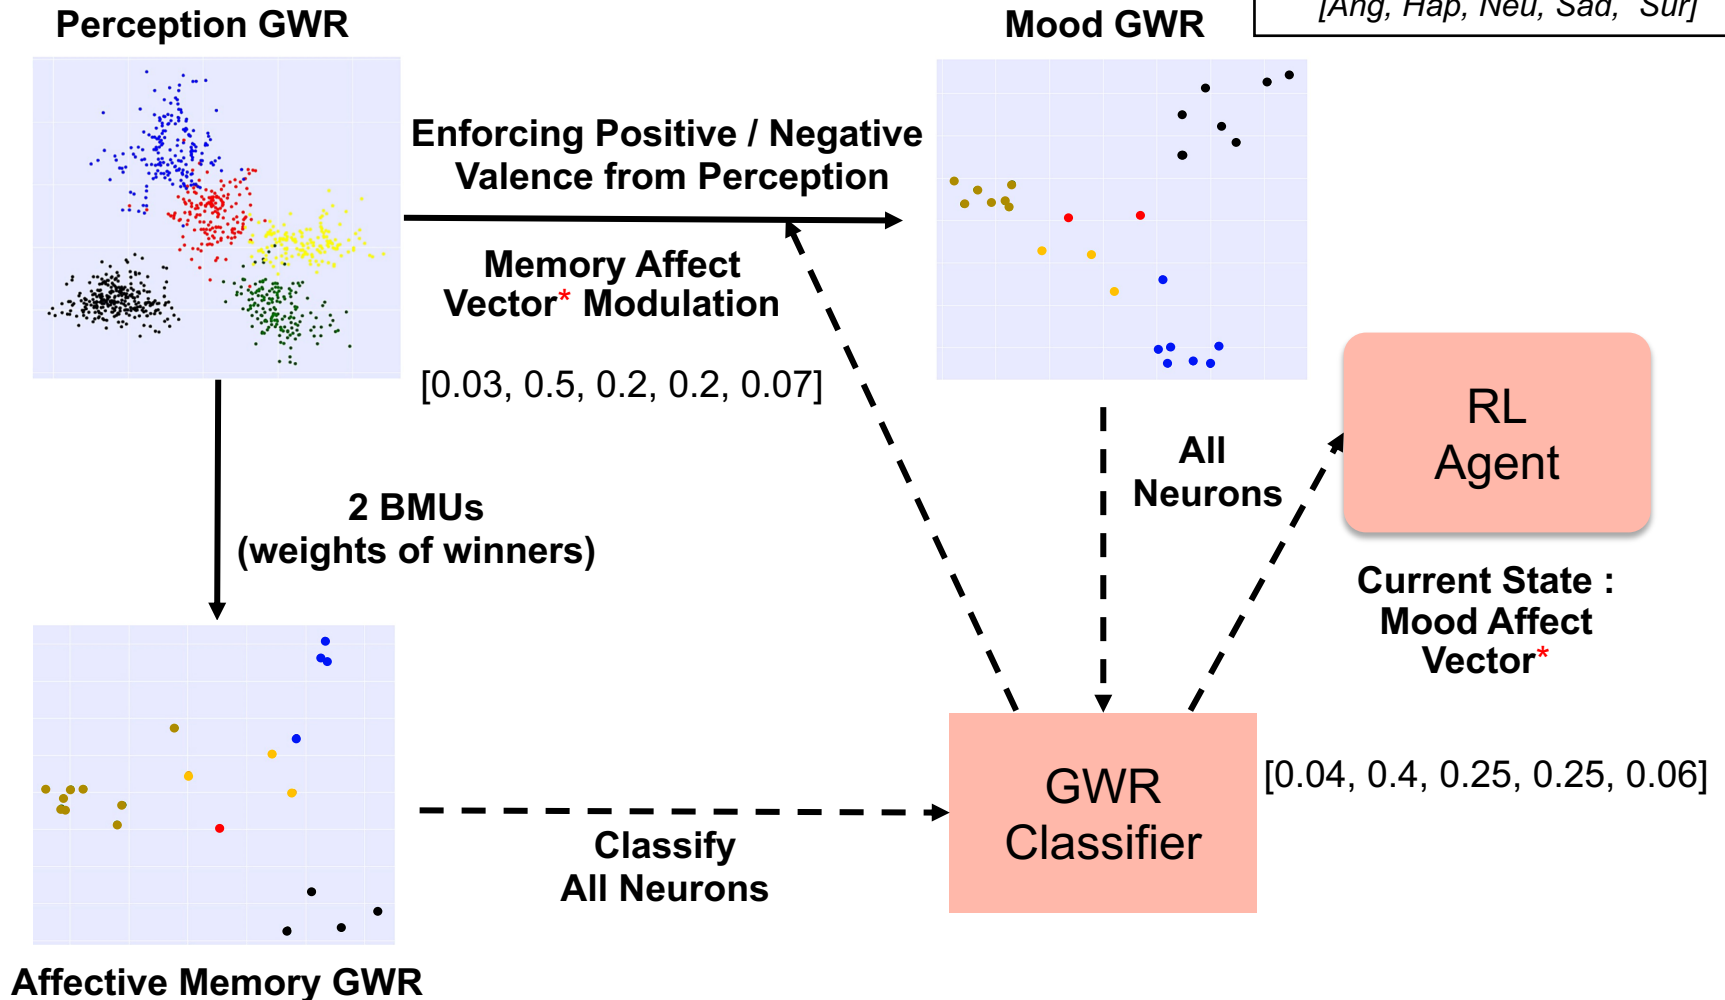 Perception GWR
Mood GWR
[Ang, Hap, Neu, Sad, Sur]
Enforcing Positive / Negative
Valence from Perception
Memory Affect
Vector* Modulation
[0.03, 0.5, 0.2, 0.2, 0.07]
RL
Agent
All
Neurons
2 BMUs
(weights of winners)
Current State :
Mood Affect
Vector*
GWR
Classifier
[0.04, 0.4, 0.25, 0.25, 0.06]
Classify
All Neurons
Affective Memory GWR